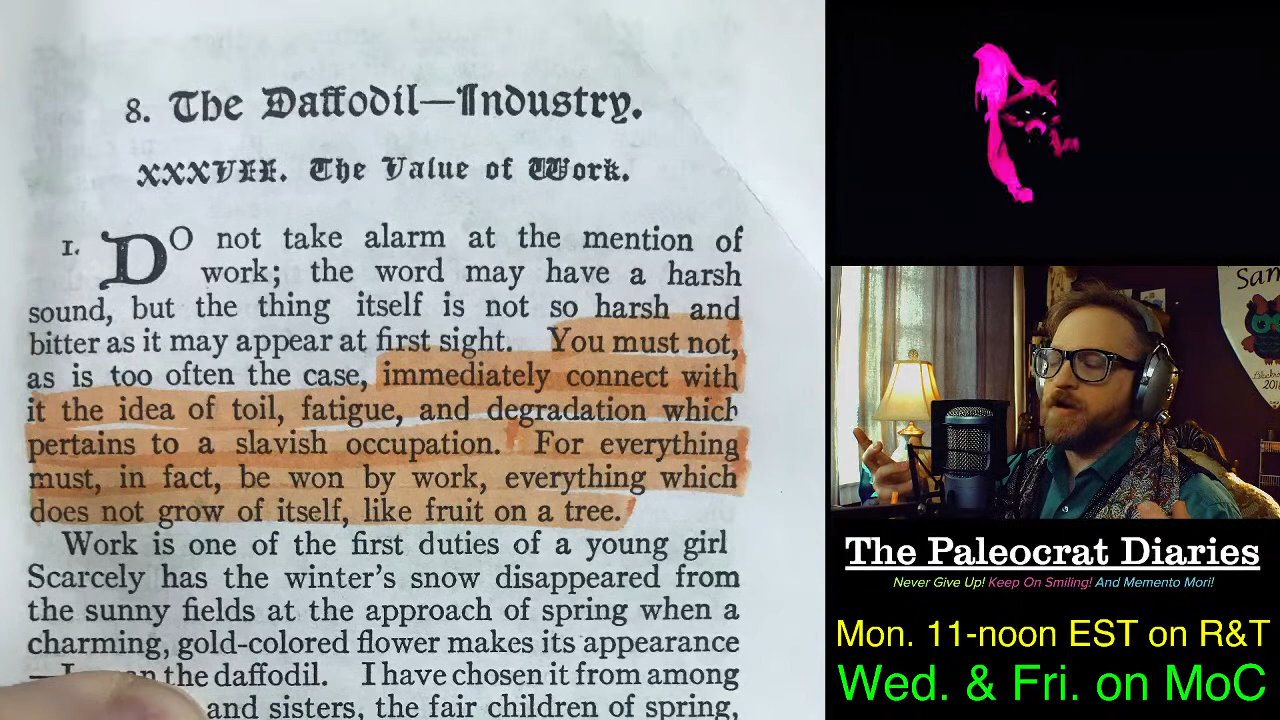 8. The Daffodil—Industry.
XXXVII. The Value of Work.
1. DO not take alarm at the mention of
work; the word may have a harsh
sound, but the thing itself is not so harsh and
bitter as it may appear at first sight. You must not,
as is too often the case, immediately connect with
it the idea of toil, fatigue, and degradation which
pertains to a slavish occupation. For everything
must, in fact, be won by work, everything which
does not grow of itself, like fruit on a tree.
Work is one of the first duties of a young girl
Scarcely has the winter's snow disappeared from
the sunny fields at the approach of spring when a
charming, gold-colored flower makes its appearance
—I the daffodil. I have chosen it from among
and sisters, the fair children of spring,
Sam
2014
The Paleocrat Diaries
Never Give Up! Keep On Smiling! And Memento Mori!
Mon. 11-noon EST on R&T
Wed. & Fri. on MoC